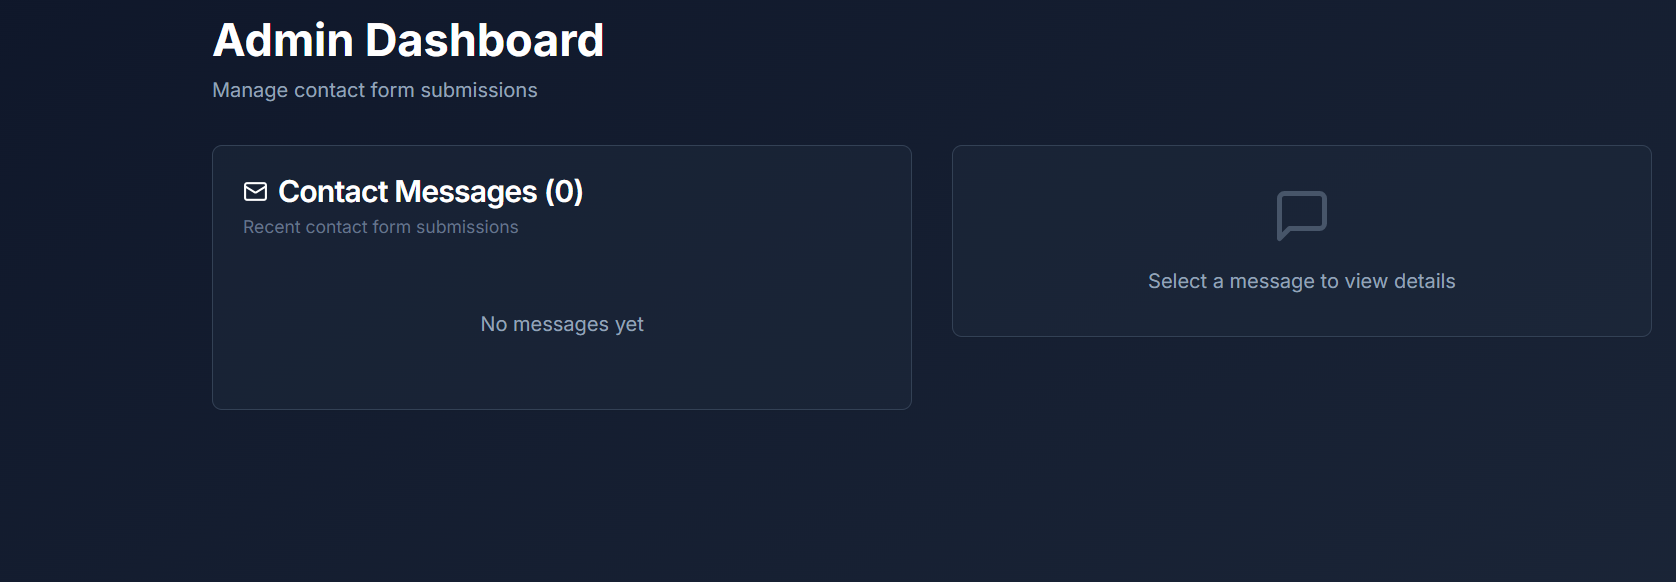 Admin Dashboard
Manage contact form submissions
Contact Messages (0)
Recent contact form submissions
No messages yet
Select a message to view details